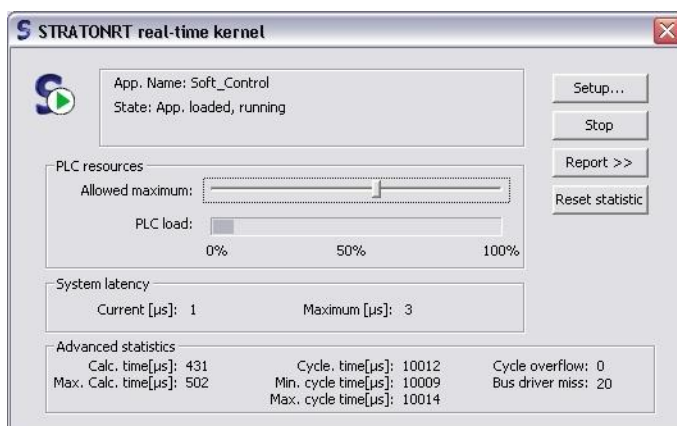 STRATONRT real-time kernel
App. Name: Soft_Control
State: App. loaded, running
Setup...
Stop
Report >>
Reset statistic
PLC resources
Allowed maximum:
PLC load:
0% 50% 100%
System latency
Current [µs]: 1 Maximum [µs]: 3
Advanced statistics
Calc. time[µs]: 431 Cycle. time[µs]: 10012 Cycle overflow: 0
Max. Calc. time[µs]: 502 Min. cycle time[µs]: 10009 Bus driver miss: 20
Max. cycle time[µs]: 10014